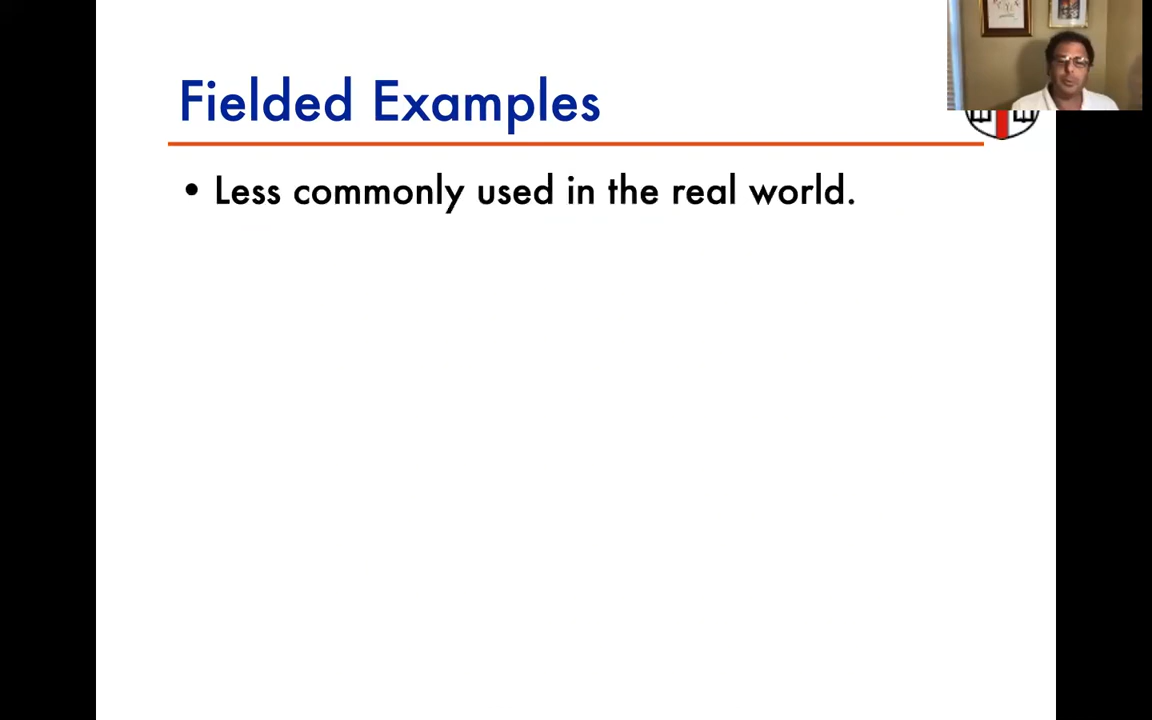 Fielded Examples
• Less commonly used in the real world.